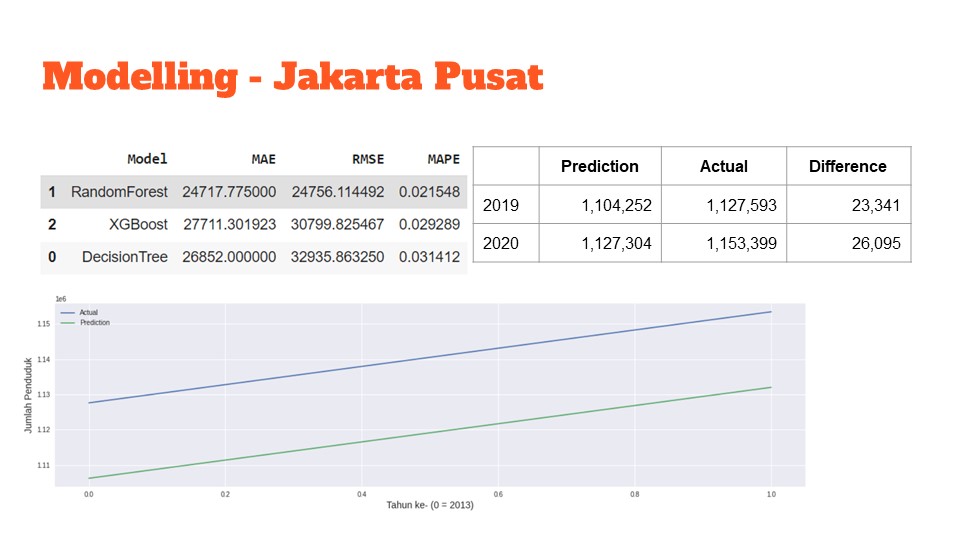 Modelling - Jakarta Pusat
Model MAE RMSE MAPE
1 RandomForest 24717.775000 24756.114492 0.021548
2 XGBoost 27711.301923 30799.825467 0.029289
0 DecisionTree 26852.000000 32935.863250 0.031412
Prediction Actual Difference
2019 1,104,252 1,127,593 23,341
2020 1,127,304 1,153,399 26,095
1e6
Actual
Prediction
1.15
1.14
1.13
1.12
1.11
Jumlah Penduduk
0.0 0.2 0.4 0.6 0.8 1.0
Tahun ke- (0 = 2013)